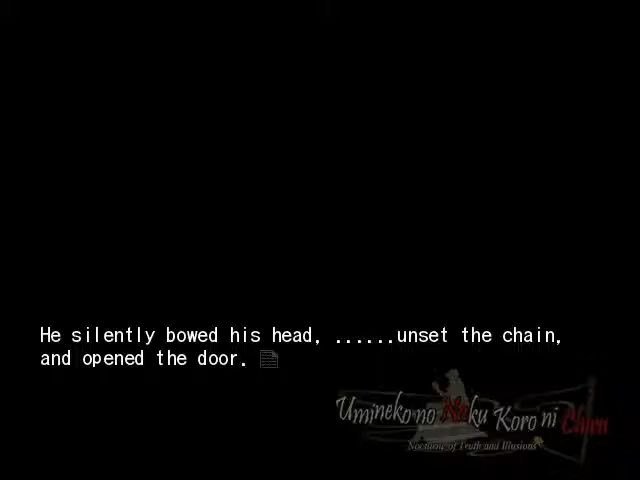 He silently bowed his head, ......unset the chain,
and opened the door.
Umineko no Naku Koro ni Chiru
Nocturne of Truth and Illusions